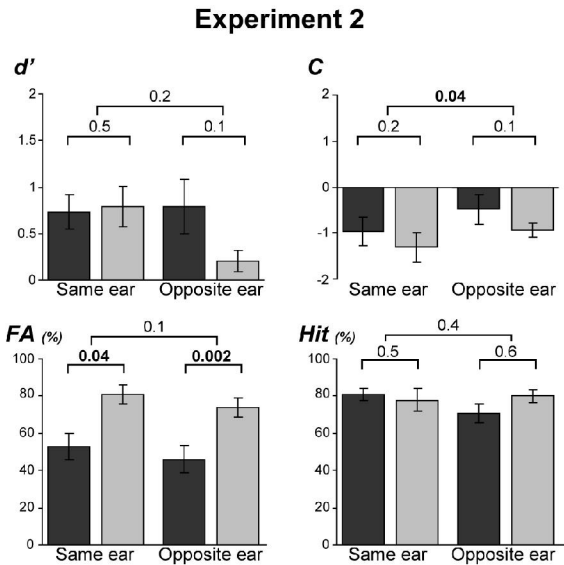 Experiment 2
d'
2
1.5
1
0.5
0
0.2
0.5
0.1
Same ear
Opposite ear
C
2
1
0
-1
-2
0.04
0.2
0.1
Same ear
Opposite ear
FA (%)
100
80
60
40
20
0
0.1
0.04
0.002
Same ear
Opposite ear
Hit (%)
100
80
60
40
20
0
0.4
0.5
0.6
Same ear
Opposite ear